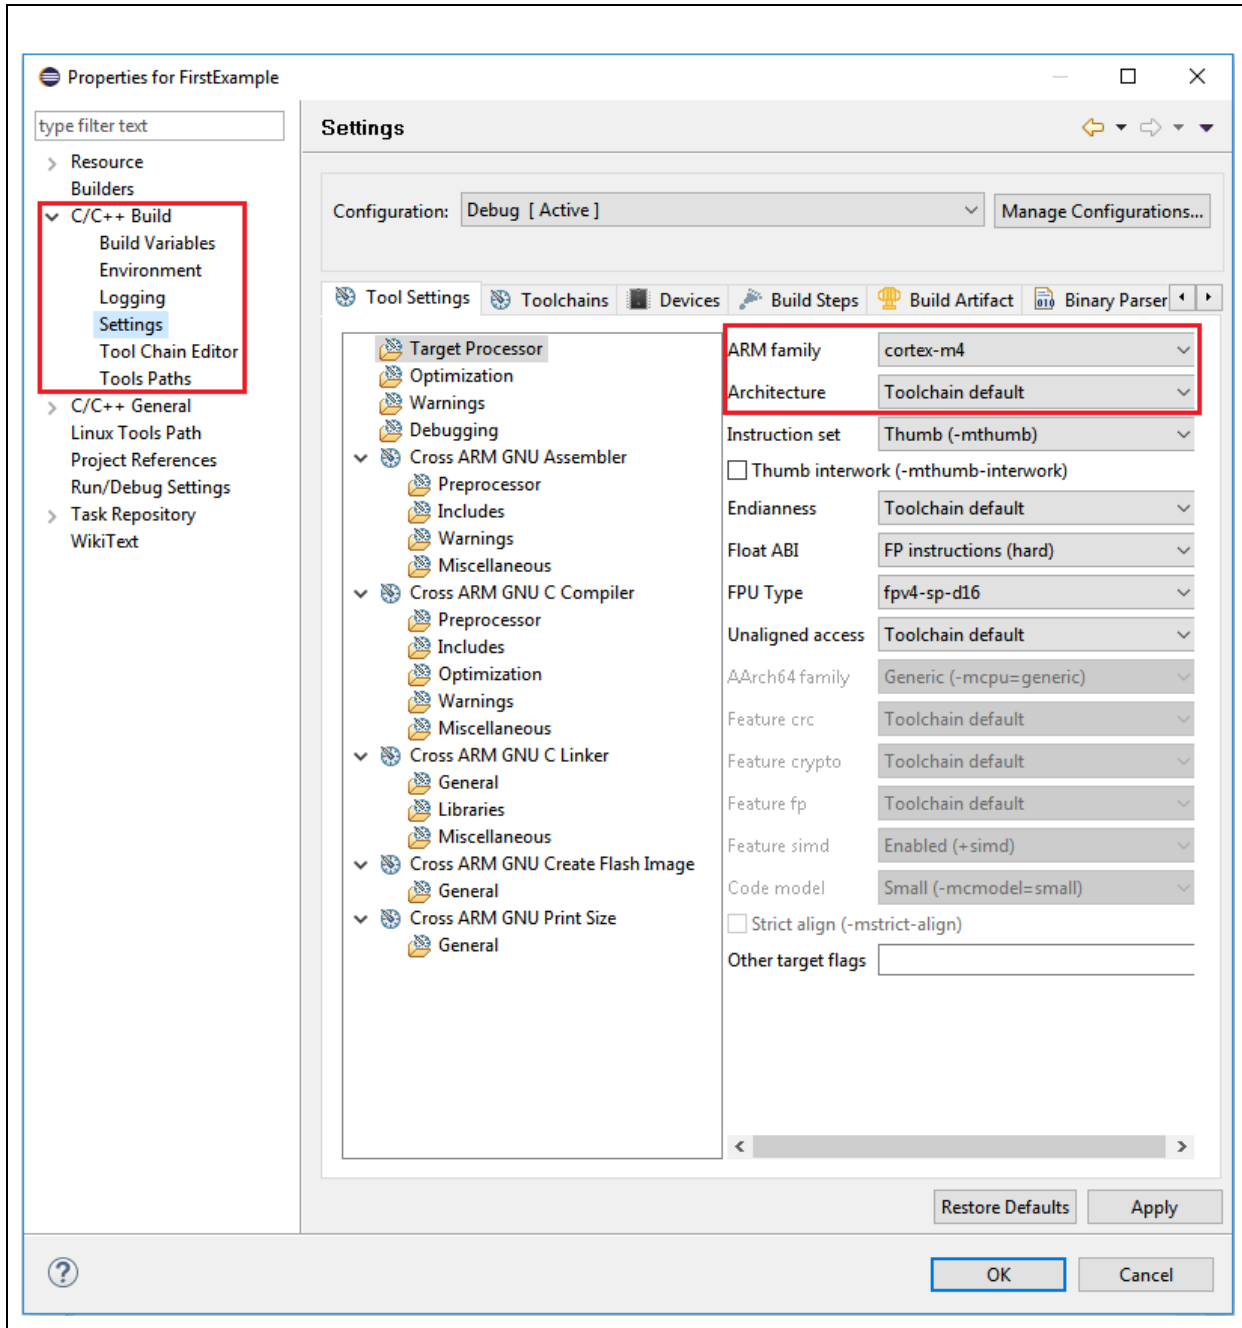 Properties for FirstExample
type filter text
Resource
Builders
C/C++ Build
Build Variables
Environment
Logging
Settings
Tool Chain Editor
Tools Paths
C/C++ General
Linux Tools Path
Project References
Run/Debug Settings
Task Repository
WikiText
Settings
Configuration: Debug [ Active ] Manage Configurations...
Tool Settings Toolchains Devices Build Steps Build Artifact Binary Parser
Target Processor
Optimization
Warnings
Debugging
Cross ARM GNU Assembler
Preprocessor
Includes
Warnings
Miscellaneous
Cross ARM GNU C Compiler
Preprocessor
Includes
Optimization
Warnings
Miscellaneous
Cross ARM GNU C Linker
General
Libraries
Miscellaneous
Cross ARM GNU Create Flash Image
General
Cross ARM GNU Print Size
General
ARM family cortex-m4
Architecture Toolchain default
Instruction set Thumb (-mthumb)
Thumb interwork (-mthumb-interwork)
Endianness Toolchain default
Float ABI FP instructions (hard)
FPU Type fpv4-sp-d16
Unaligned access Toolchain default
AArch64 family Generic (-mcpu=generic)
Feature crc Toolchain default
Feature crypto Toolchain default
Feature fp Toolchain default
Feature simd Enabled (+simd)
Code model Small (-mcmodel=small)
Strict align (-mstrict-align)
Other target flags
Restore Defaults Apply
OK Cancel